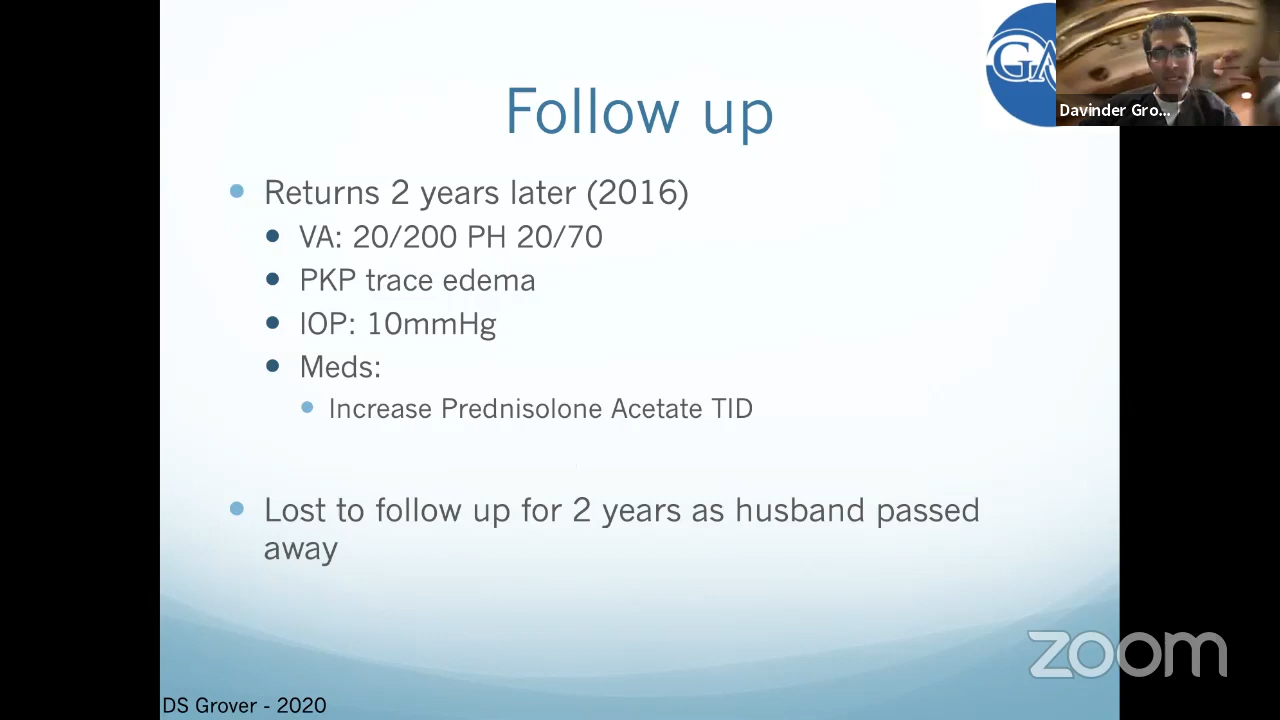 Follow up
Returns 2 years later (2016)
VA: 20/200 PH 20/70
PKP trace edema
IOP: 10mmHg
Meds:
Increase Prednisolone Acetate TID
Lost to follow up for 2 years as husband passed
away
DS Grover - 2020
GA
Davinder Gro...
zoom